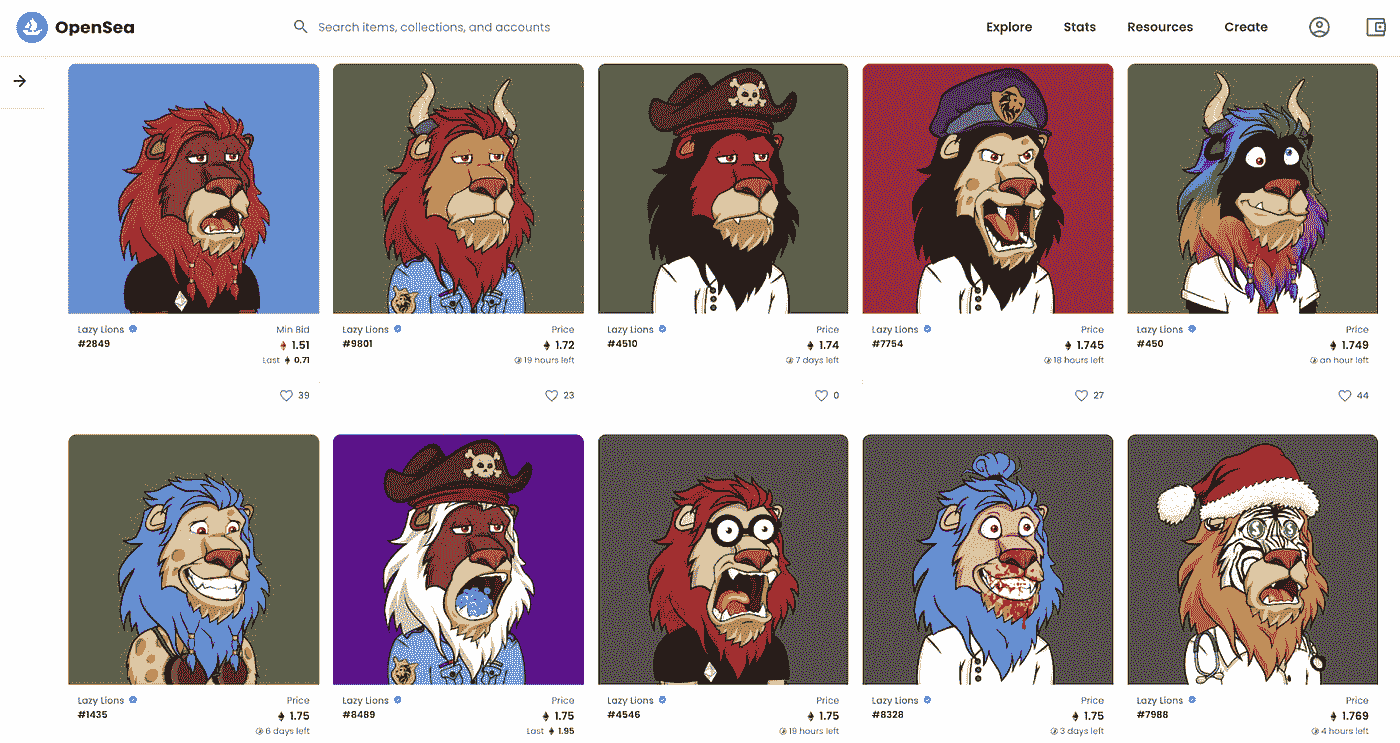 OpenSea
Search items, collections, and accounts
Explore Stats Resources Create
Lazy Lions Min Bid
#2849 1.51
Last 0.71
39
Lazy Lions Price
#9801 1.72
19 hours left
23
Lazy Lions Price
#4510 1.74
7 days left
0
Lazy Lions Price
#7754 1.745
18 hours left
27
Lazy Lions Price
#450 1.749
an hour left
44
Lazy Lions Price
#1435 1.75
6 days left
Lazy Lions Price
#8489 1.75
Last 1.95
Lazy Lions Price
#4546 1.75
19 hours left
Lazy Lions Price
#8328 1.75
3 days left
Lazy Lions Price
#7988 1.769
4 hours left